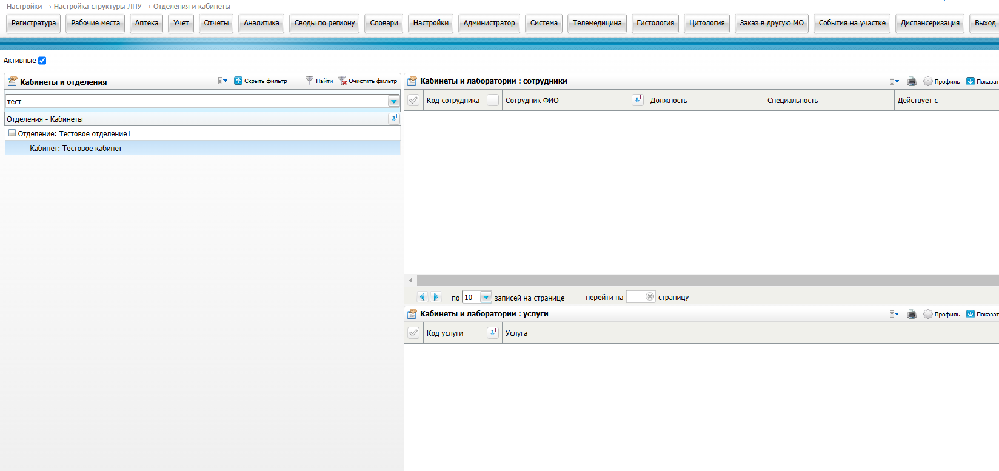 Настройки → Настройка структуры ЛПУ → Отделения и кабинеты
Регистратура Рабочие места Аптека Учет Отчеты Аналитика Своды по региону Словари Настройки Администратор Система Телемедицина Гистология Цитология Заказ в другую МО События на участке Диспансеризация Выход
Активные
Кабинеты и отделения Скрыть фильтр Найти Очистить фильтр
тест
Отделения - Кабинеты 1
Отделение: Тестовое отделение1
Кабинет: Тестовое кабинет
Кабинеты и лаборатории : сотрудники Профиль Показат
Код сотрудника Сотрудник ФИО 1 Должность Специальность Действует с
по 10 записей на странице перейти на страницу
Кабинеты и лаборатории : услуги Профиль Показат
Код услуги 1 Услуга